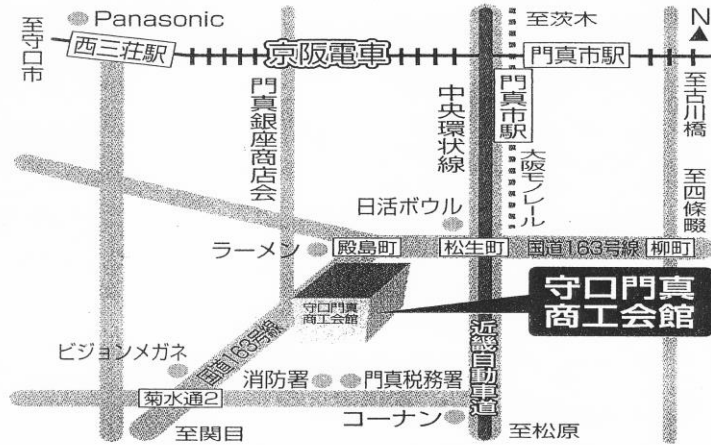 Panasonic
至守口市
西三荘駅
京阪電車
門真銀座商店会
中央環状線
至茨木
門真市駅
門真市駅
大阪モノレール
N
至古川橋
至四條畷
日活ボウル
ラーメン
殿島町
松生町
国道163号線
柳町
守口門真
商工会館
守口門真
商工会館
国道163号線
ビジョンメガネ
消防署
門真税務署
近畿自動車道
菊水通2
コーナン
至関目
至松原